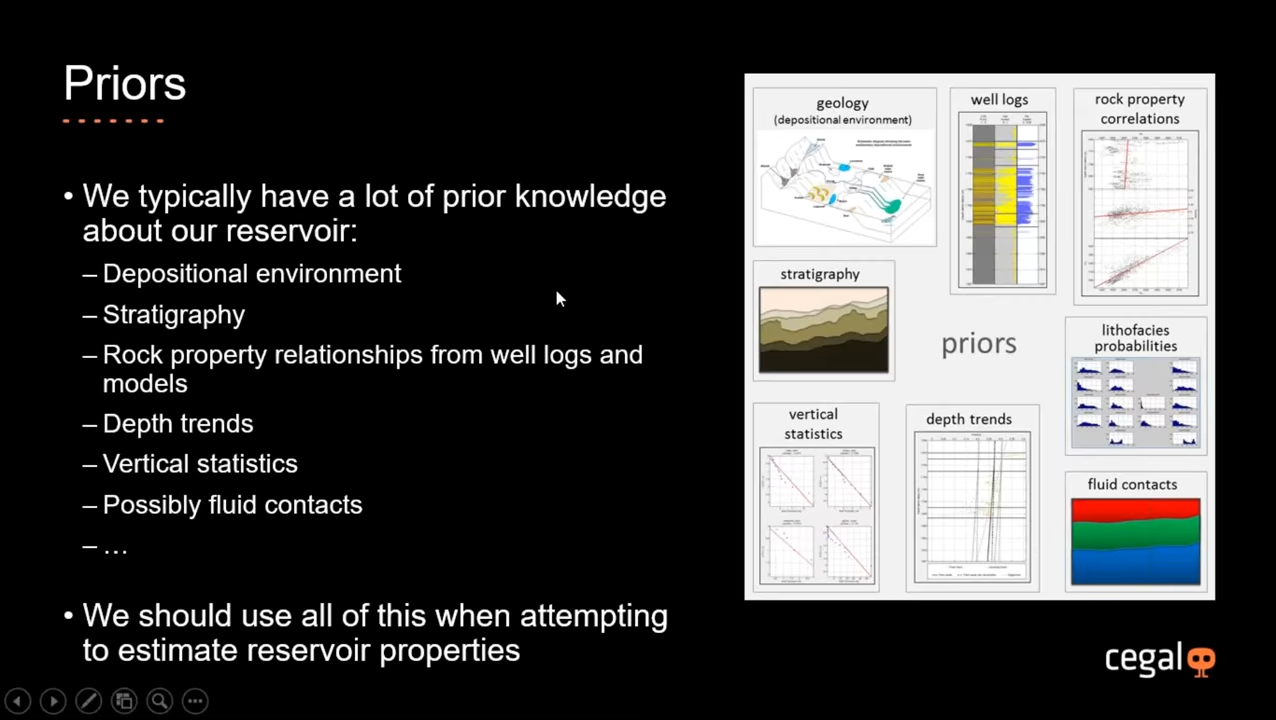 Priors
• We typically have a lot of prior knowledge
about our reservoir:
– Depositional environment
– Stratigraphy
– Rock property relationships from well logs and
models
– Depth trends
– Vertical statistics
– Possibly fluid contacts
– …
• We should use all of this when attempting
to estimate reservoir properties
geology
(depositional environment)
well logs
rock property
correlations
stratigraphy
priors
lithofacies
probabilities
vertical
statistics
depth trends
fluid contacts
cegal